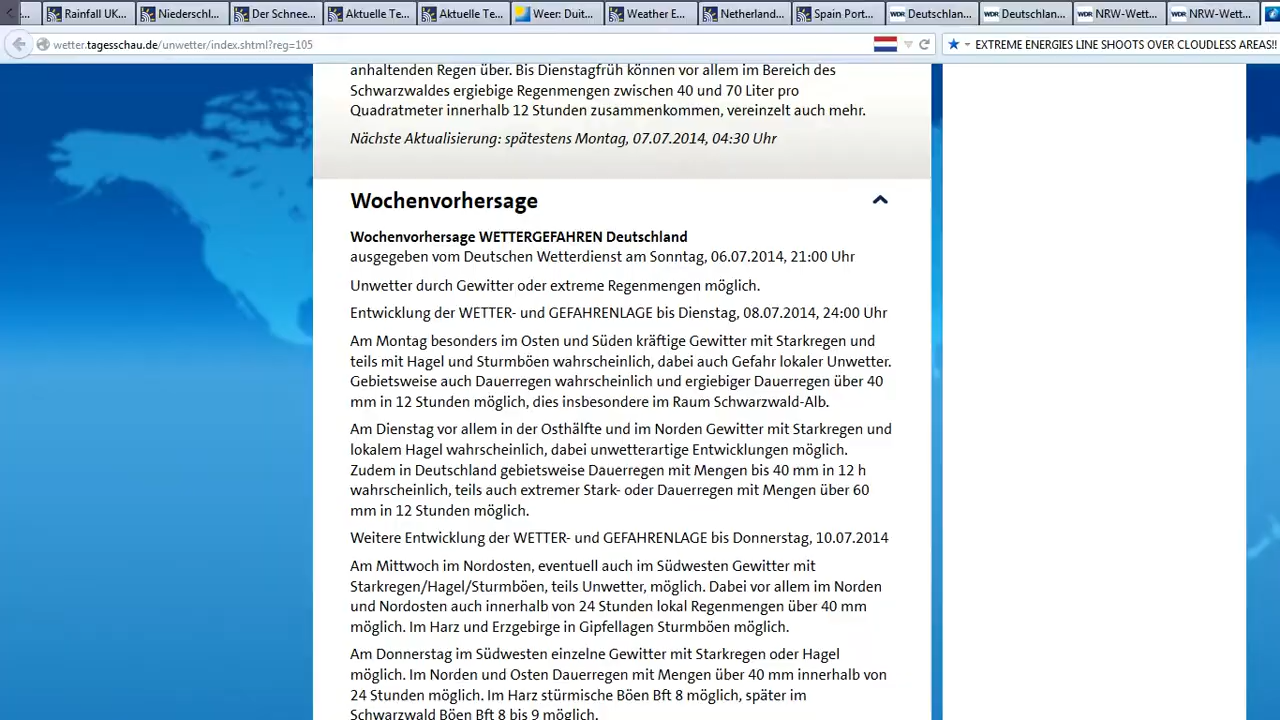 Rainfall UK...
Niederschl...
Der Schnee...
Aktuelle Te...
Aktuelle Te...
Weer: Duit...
Weather E...
Netherland...
Spain Port...
WDR Deutschlan...
WDR Deutschlan...
WDR NRW-Wett...
WDR NRW-Wett...
wetter.tagesschau.de/unwetter/index.shtml?reg=105
EXTREME ENERGIES LINE SHOOTS OVER CLOUDLESS AREAS!!
anhaltenden Regen über. Bis Dienstagfrüh können vor allem im Bereich des
Schwarzwaldes ergiebige Regenmengen zwischen 40 und 70 Liter pro
Quadratmeter innerhalb 12 Stunden zusammenkommen, vereinzelt auch mehr.
Nächste Aktualisierung: spätestens Montag, 07.07.2014, 04:30 Uhr
Wochenvorhersage
Wochenvorhersage WETTERGEFAHREN Deutschland
ausgegeben vom Deutschen Wetterdienst am Sonntag, 06.07.2014, 21:00 Uhr
Unwetter durch Gewitter oder extreme Regenmengen möglich.
Entwicklung der WETTER- und GEFAHRENLAGE bis Dienstag, 08.07.2014, 24:00 Uhr
Am Montag besonders im Osten und Süden kräftige Gewitter mit Starkregen und
teils mit Hagel und Sturmböen wahrscheinlich, dabei auch Gefahr lokaler Unwetter.
Gebietsweise auch Dauerregen wahrscheinlich und ergiebiger Dauerregen über 40
mm in 12 Stunden möglich, dies insbesondere im Raum Schwarzwald-Alb.
Am Dienstag vor allem in der Osthälfte und im Norden Gewitter mit Starkregen und
lokalem Hagel wahrscheinlich, dabei unwetterartige Entwicklungen möglich.
Zudem in Deutschland gebietsweise Dauerregen mit Mengen bis 40 mm in 12 h
wahrscheinlich, teils auch extremer Stark- oder Dauerregen mit Mengen über 60
mm in 12 Stunden möglich.
Weitere Entwicklung der WETTER- und GEFAHRENLAGE bis Donnerstag, 10.07.2014
Am Mittwoch im Nordosten, eventuell auch im Südwesten Gewitter mit
Starkregen/Hagel/Sturmböen, teils Unwetter, möglich. Dabei vor allem im Norden
und Nordosten auch innerhalb von 24 Stunden lokal Regenmengen über 40 mm
möglich. Im Harz und Erzgebirge in Gipfellagen Sturmböen möglich.
Am Donnerstag im Südwesten einzelne Gewitter mit Starkregen oder Hagel
möglich. Im Norden und Osten Dauerregen mit Mengen über 40 mm innerhalb von
24 Stunden möglich. Im Harz stürmische Böen Bft 8 möglich, später im
Schwarzwald Böen Bft 8 bis 9 möglich.